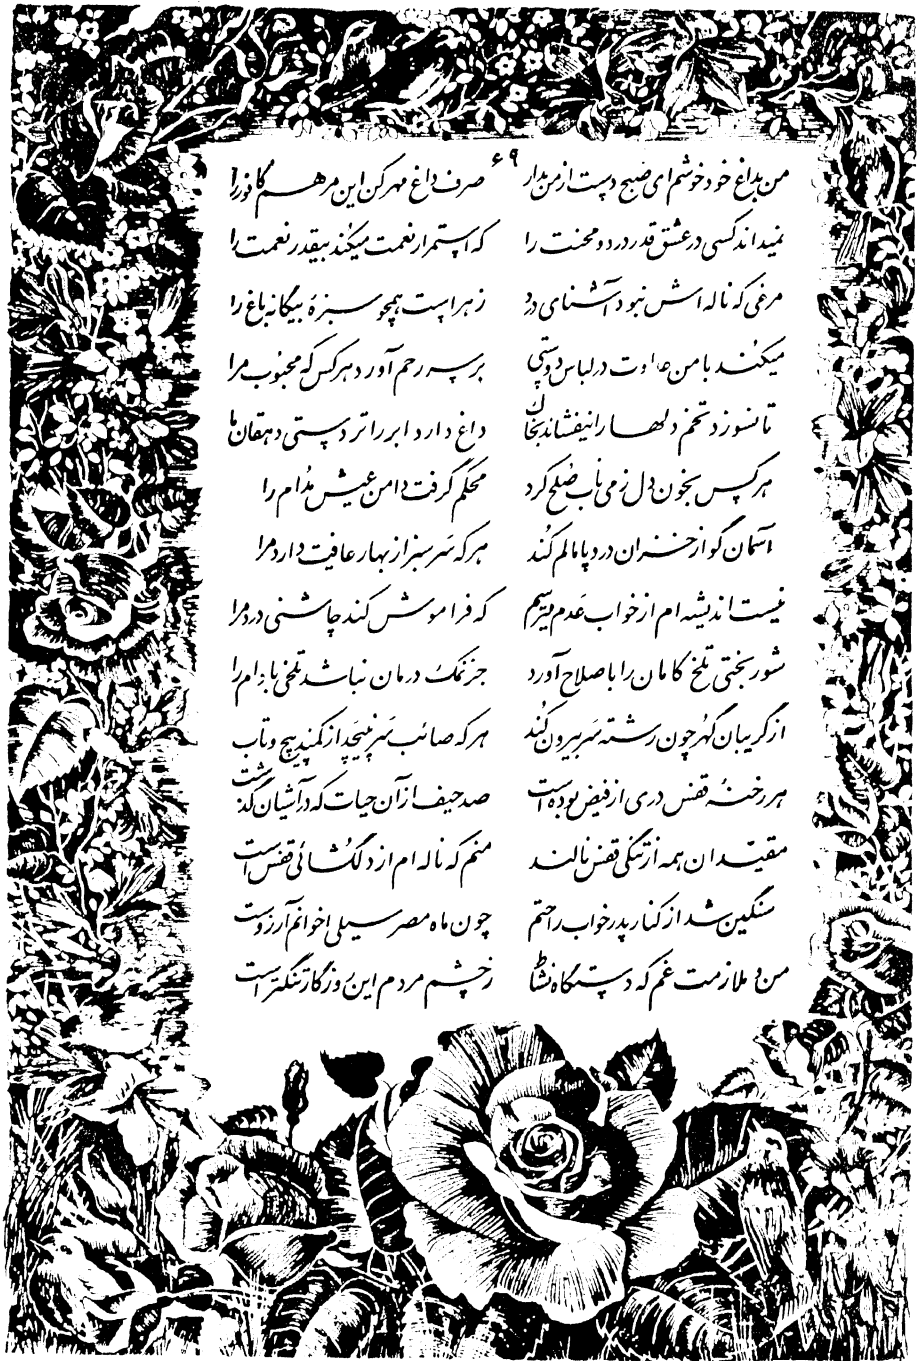 ۶۹
من بداغ خود خوشم ای صبح دست از من بدار صرف داغ مهر کن این مرهم کافور را
نمیداند کسی در عشق قدر درد و محنت را که استمرار نعمت میکند بیقدر نعمت را
مرغی که ناله اش نبود آشنای درد زهر است همچو سبزهٔ بیگانه باغ را
میکند با من عداوت در لباس دوستی بر سر رحم آورد هر کس که محبوب مرا
تا نسوزد تخم دلها را نیفشاند بخاک داغ دارد ابر را تر دستی دهقان ما
هر کس بخون دل ز می ناب صلح کرد محکم گرفت دامن عیش مدام را
آسمان گو از خزان درد پامالم کند هر که سرسبز از بهار عافیت دارد مرا
نیست اندیشه ام از خواب عدم میترسم که فراموش کند چاشنی درد مرا
شور بختی تلخ کامان را باصلاح آورد جز نمک درمان نباشد تلخی بادام را
از گریبان گهر چون رشته سر بیرون کند هر که صائب سر نپیچد از کمند پیچ و تاب
هر رخنهٔ قفس دری از فیض بوده است صد حیف از آن حیات که در آشیان گذشت
مقیدان همه از تنگی قفس نالند منم که ناله ام از دلگشائی قفس است
سنگین شد از کنار پدر خواب راحتم چون ماه مصر سیلی اخوانم آرزوست
من و ملازمت غم که دستگاه نشاط ز چشم مردم این روزگار تنگتر است